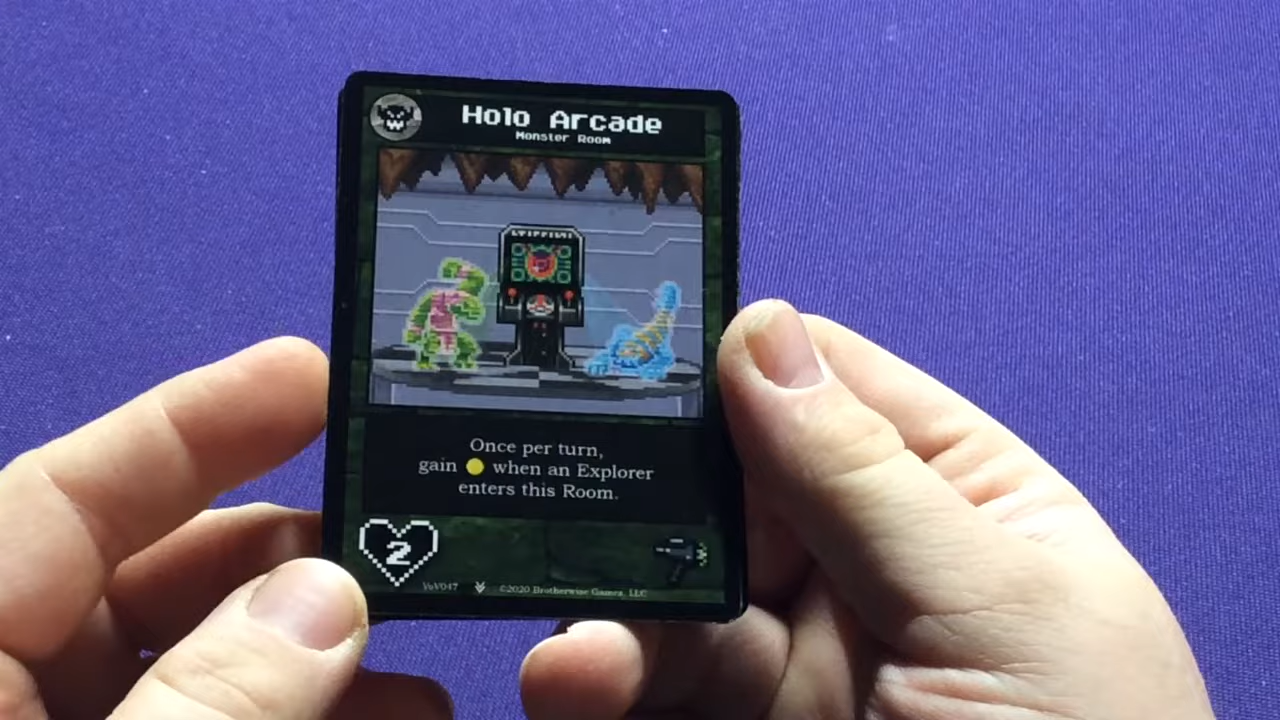 Holo Arcade
Monster Room
Once per turn,
gain when an Explorer
enters this Room.
2
VoV047 ©2020 Brotherwise Games, LLC